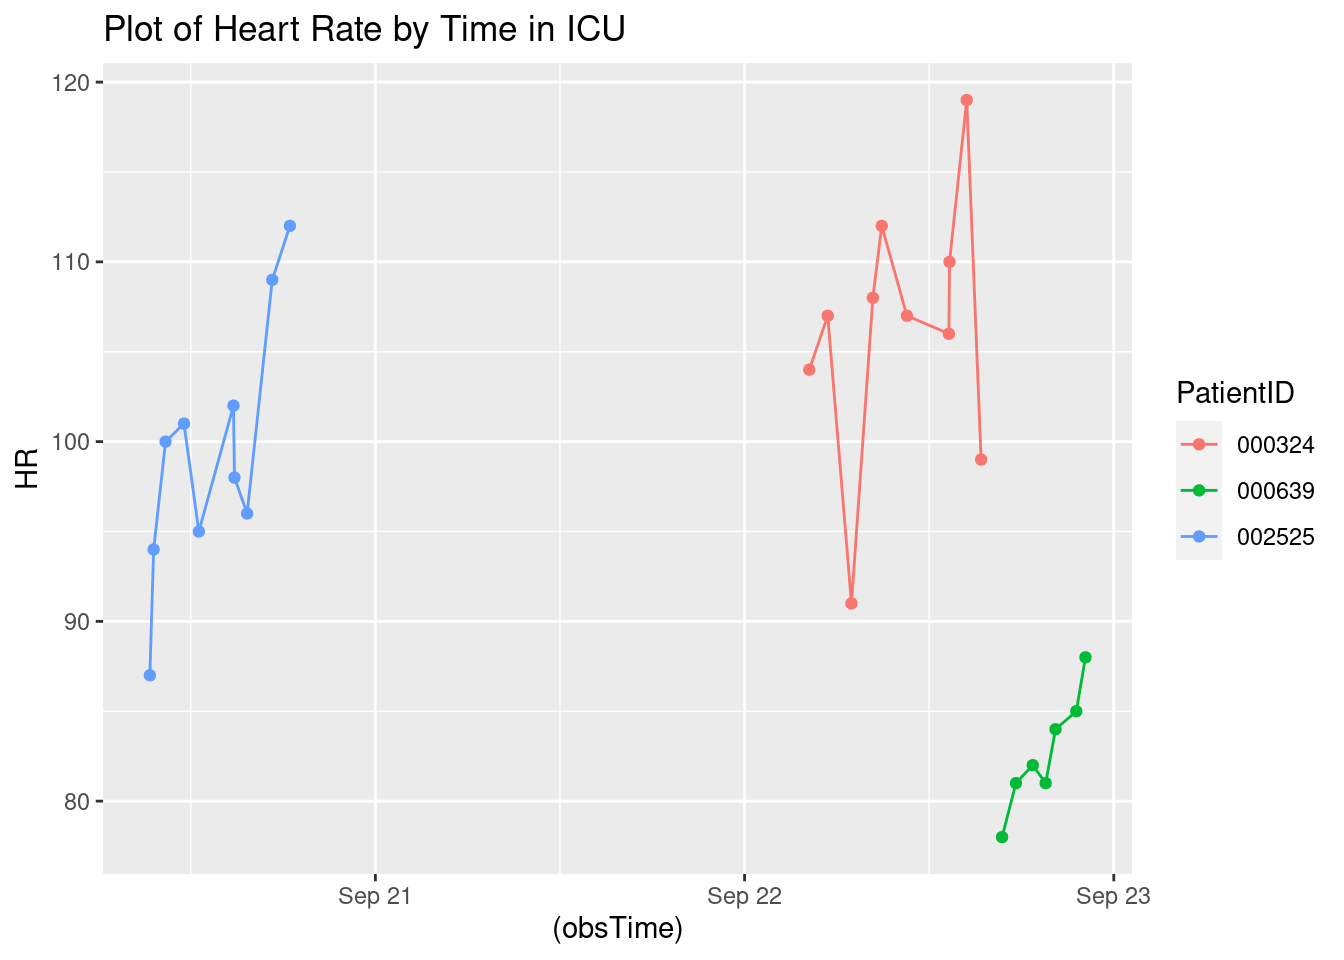 Plot of Heart Rate by Time in ICU
120
110
100
90
80
HR
Sep 21
Sep 22
Sep 23
(obsTime)
PatientID
000324
000639
002525